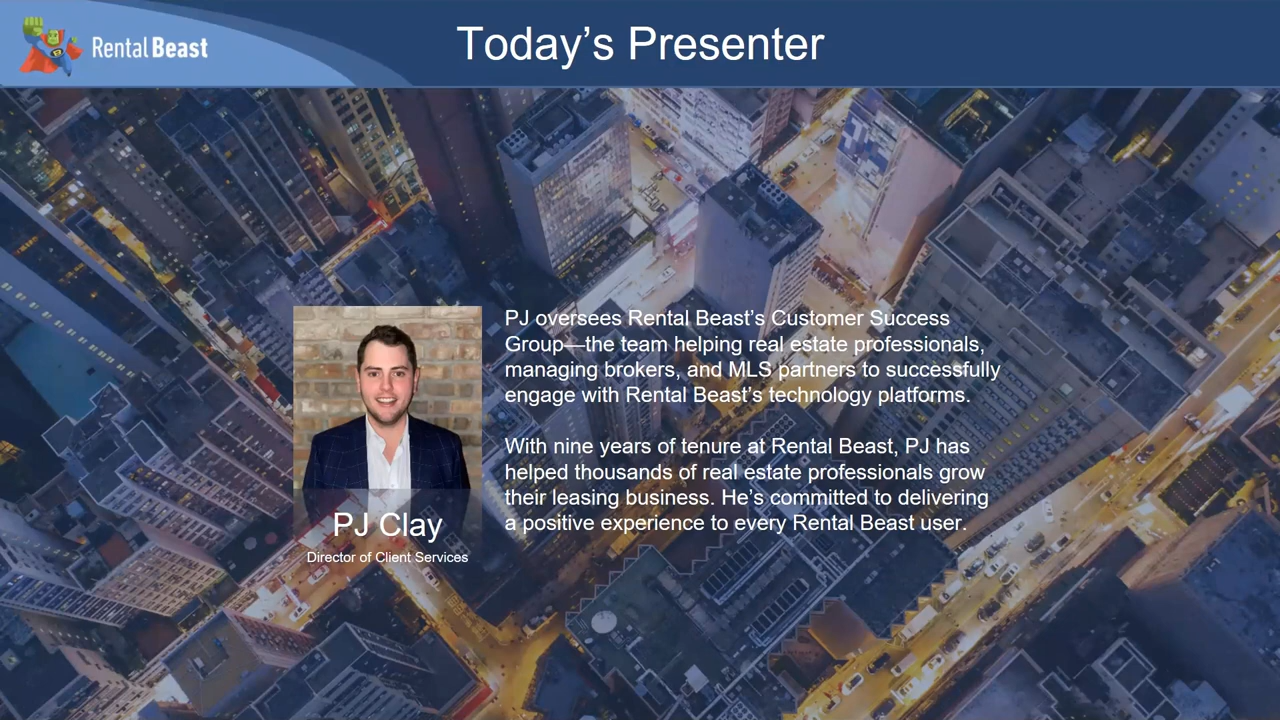 Rental Beast
Today’s Presenter
PJ oversees Rental Beast’s Customer Success
Group—the team helping real estate professionals,
managing brokers, and MLS partners to successfully
engage with Rental Beast’s technology platforms.
With nine years of tenure at Rental Beast, PJ has
helped thousands of real estate professionals grow
their leasing business. He’s committed to delivering
a positive experience to every Rental Beast user.
PJ Clay
Director of Client Services